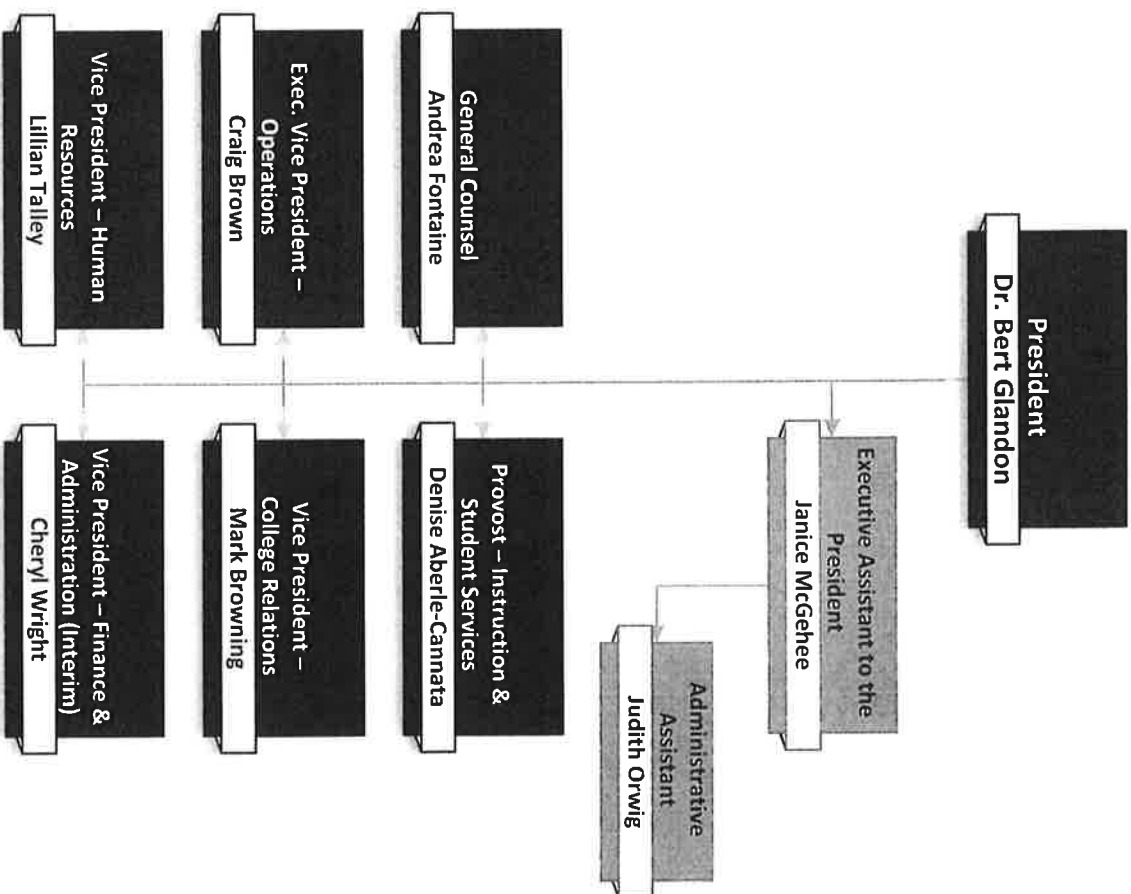 President
Dr. Bert Glandon
Executive Assistant to the
President
Janice McGehee
Administrative
Assistant
Judith Orwig
General Counsel
Andrea Fontaine
Provost – Instruction &
Student Services
Denise Aberle-Cannata
Exec. Vice President –
Operations
Craig Brown
Vice President –
College Relations
Mark Browning
Vice President – Human
Resources
Lillian Talley
Vice President – Finance &
Administration (Interim)
Cheryl Wright